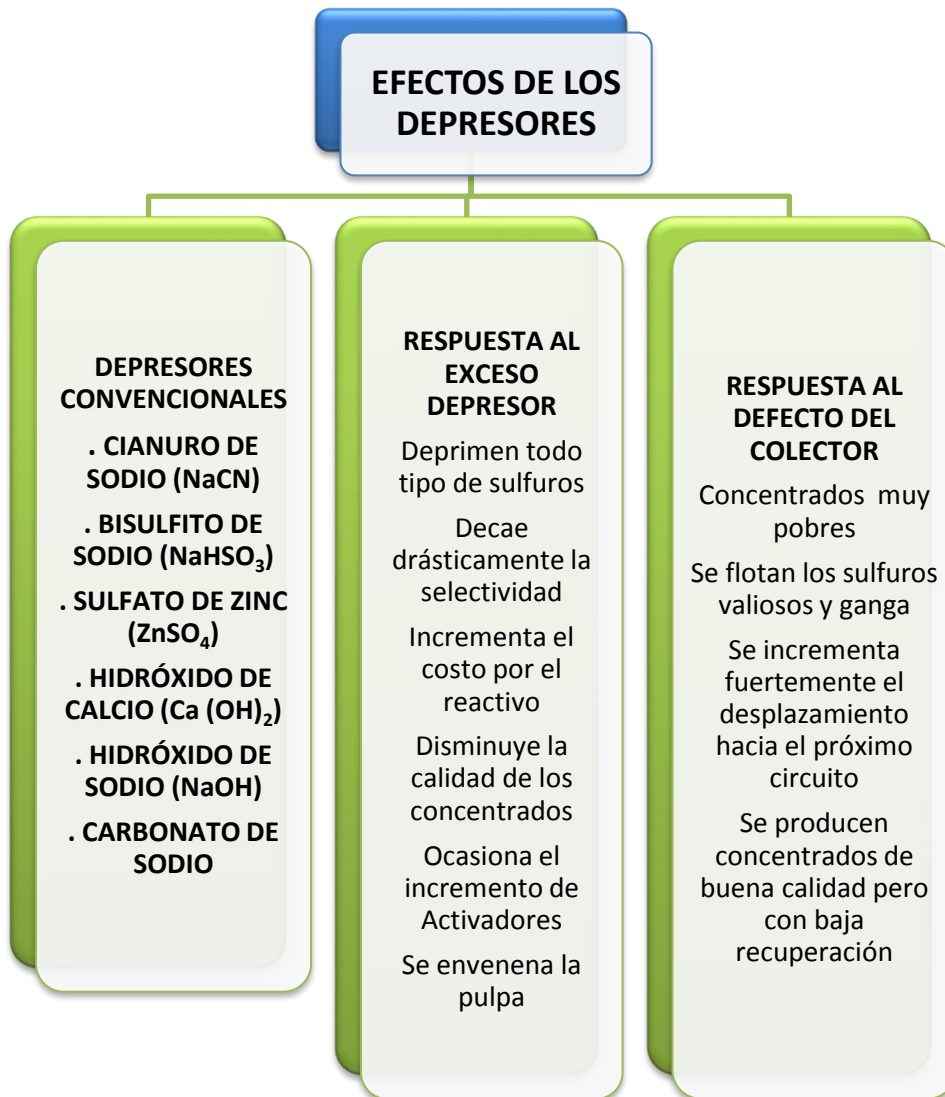 EFECTOS DE LOS
DEPRESORES
DEPRESORES
CONVENCIONALES
. CIANURO DE
SODIO (NaCN)
. BISULFITO DE
SODIO (NaHSO₃)
. SULFATO DE ZINC
(ZnSO₄)
. HIDRÓXIDO DE
CALCIO (Ca (OH)₂)
. HIDRÓXIDO DE
SODIO (NaOH)
. CARBONATO DE
SODIO
RESPUESTA AL
EXCESO
DEPRESOR
Deprimen todo
tipo de sulfuros
Decae
drásticamente la
selectividad
Incrementa el
costo por el
reactivo
Disminuye la
calidad de los
concentrados
Ocasiona el
incremento de
Activadores
Se envenena la
pulpa
RESPUESTA AL
DEFECTO DEL
COLECTOR
Concentrados muy
pobres
Se flotan los sulfuros
valiosos y ganga
Se incrementa
fuertemente el
desplazamiento
hacia el próximo
circuito
Se producen
concentrados de
buena calidad pero
con baja
recuperación